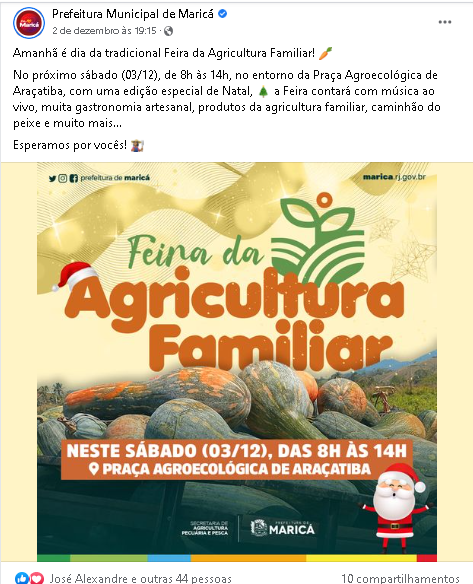 Prefeitura Municipal de Maricá
2 de dezembro às 19:15 ·
Amanhã é dia da tradicional Feira da Agricultura Familiar! 🥕
No próximo sábado (03/12), de 8h às 14h, no entorno da Praça Agroecológica de
Araçatiba, com uma edição especial de Natal, 🎄 a Feira contará com música ao
vivo, muita gastronomia artesanal, produtos da agricultura familiar, caminhão do
peixe e muito mais...
Esperamos por vocês!
prefeitura de maricá
marica.rj.gov.br
Feira da
Agricultura
Familiar
NESTE SÁBADO (03/12), DAS 8H ÀS 14H
PRAÇA AGROECOLÓGICA DE ARAÇATIBA
SECRETARIA DE
AGRICULTURA
PECUÁRIA E PESCA
PREFEITURA DE
MARICÁ
José Alexandre e outras 44 pessoas
10 compartilhamentos